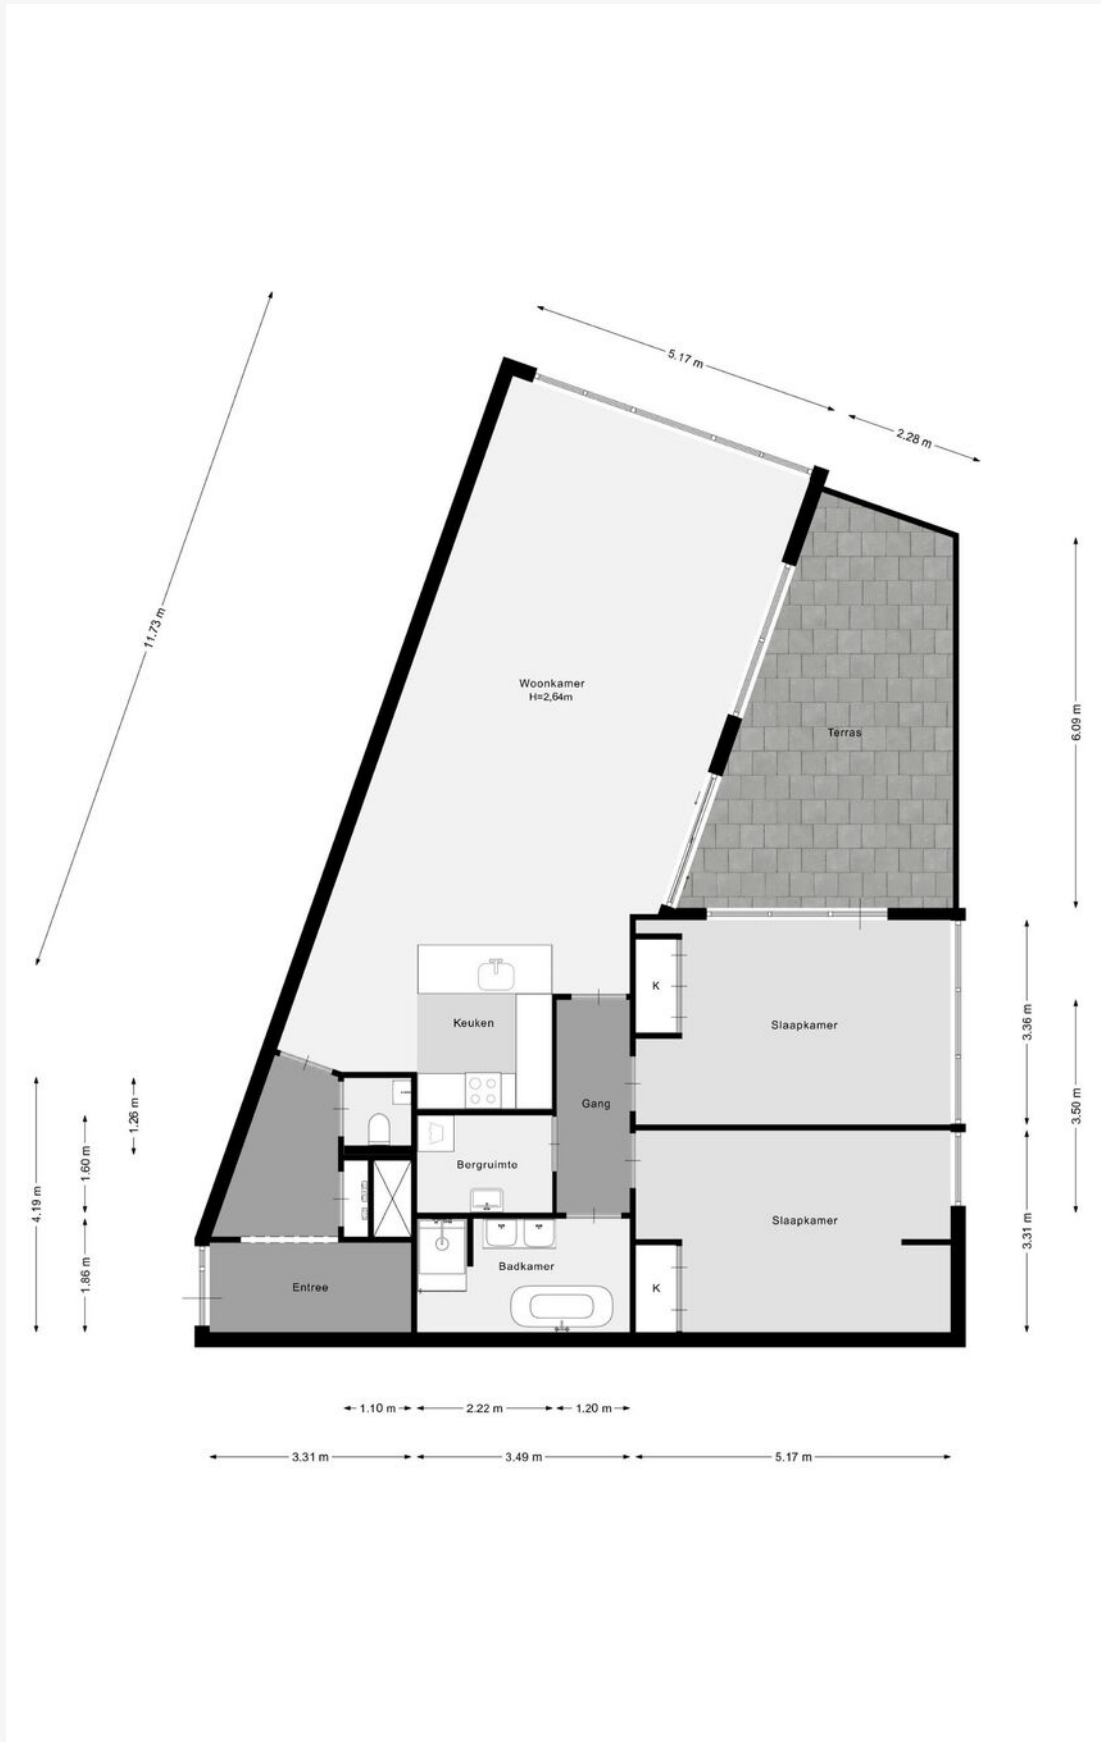 5.17 m
2.28 m
11.73 m
Woonkamer
H=2,64m
6.09 m
Terras
K
Keuken
Slaapkamer
3.36 m
3.50 m
1.26 m
Gang
1.60 m
4.19 m
Bergruimte
Slaapkamer
3.31 m
1.86 m
Badkamer
Entree
K
1.10 m
2.22 m
1.20 m
3.31 m
3.49 m
5.17 m